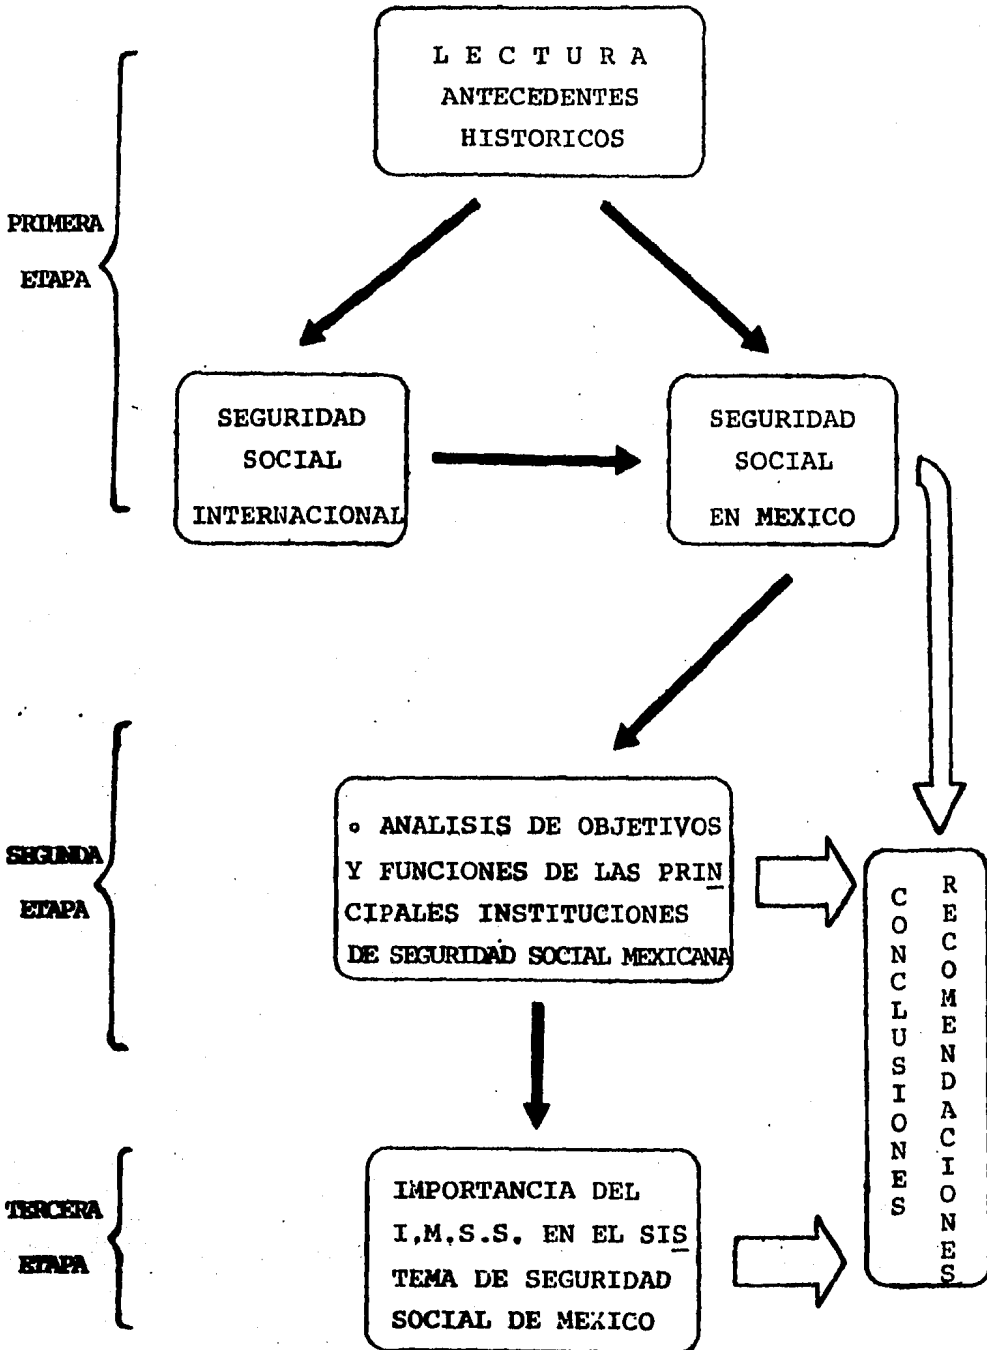 L E C T U R A
ANTECEDENTES
HISTORICOS
PRIMERA
ETAPA
SEGURIDAD
SOCIAL
INTERNACIONAL
SEGURIDAD
SOCIAL
EN MEXICO
SEGUNDA
ETAPA
° ANALISIS DE OBJETIVOS
Y FUNCIONES DE LAS PRIN
CIPALES INSTITUCIONES
DE SEGURIDAD SOCIAL MEXICANA
CONCLUSIONES
RECOMENDACIONES
TERCERA
ETAPA
IMPORTANCIA DEL
I.M.S.S. EN EL SIS
TEMA DE SEGURIDAD
SOCIAL DE MEXICO